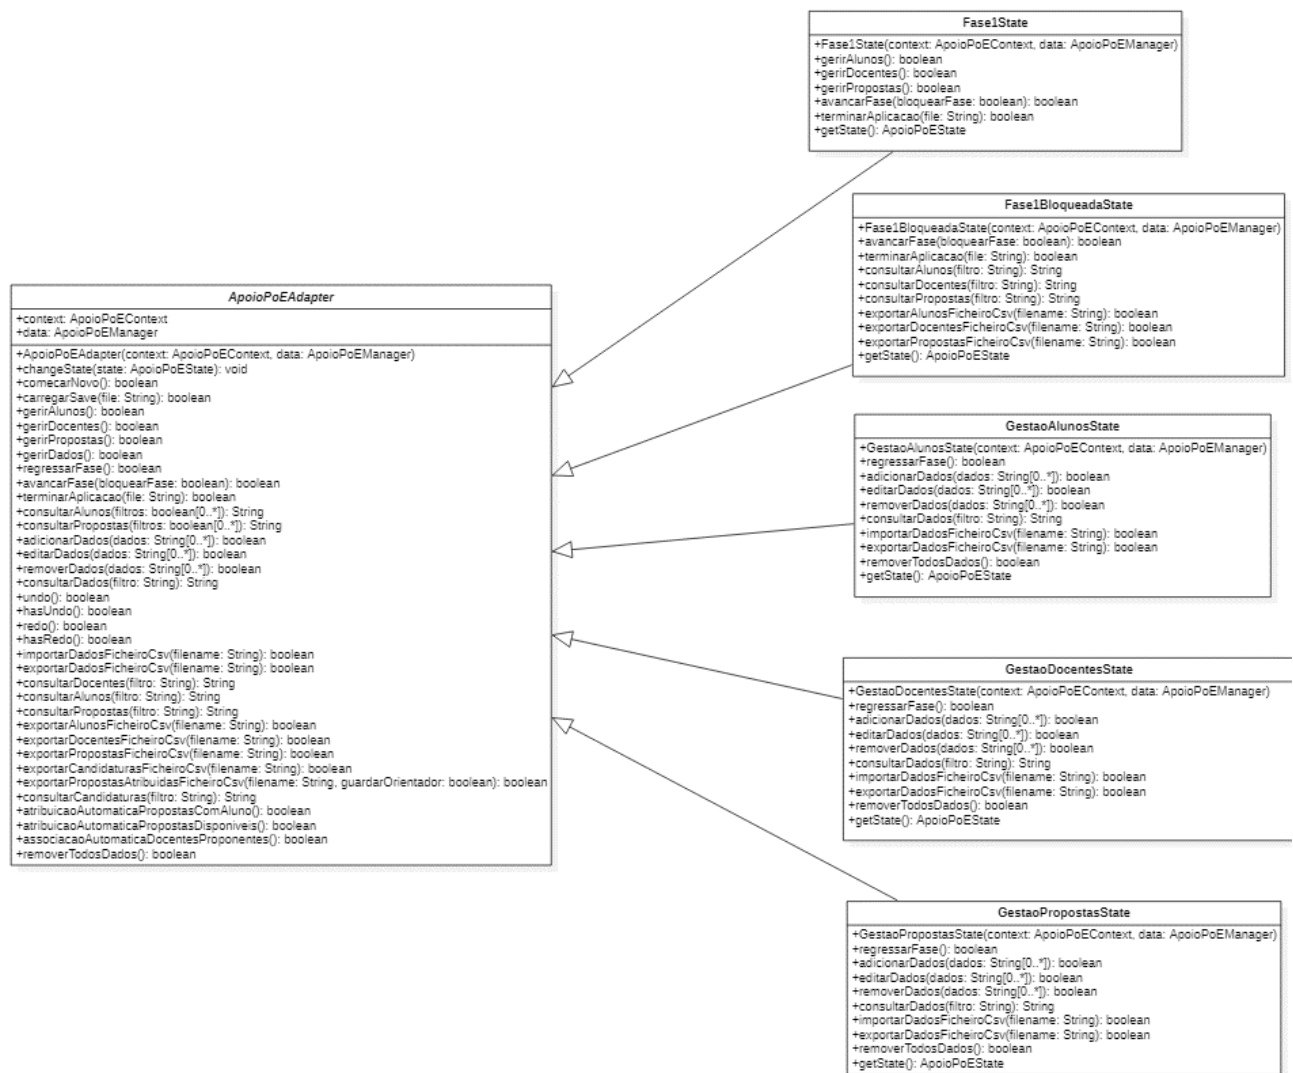 ApoioPoEAdapter
+context: ApoioPoEContext
+data: ApoioPoEManager
+ApoioPoEAdapter(context: ApoioPoEContext, data: ApoioPoEManager)
+changeState(state: ApoioPoEState): void
+comecarNovo(): boolean
+carregarSave(file: String): boolean
+gerirAlunos(): boolean
+gerirDocentes(): boolean
+gerirPropostas(): boolean
+gerirDados(): boolean
+regressarFase(): boolean
+avancarFase(bloquearFase: boolean): boolean
+terminarAplicacao(file: String): boolean
+consultarAlunos(filtros: boolean[0..*]): String
+consultarPropostas(filtros: boolean[0..*]): String
+adicionarDados(dados: String[0..*]): boolean
+editarDados(dados: String[0..*]): boolean
+removerDados(dados: String[0..*]): boolean
+consultarDados(filtro: String): String
+undo(): boolean
+hasUndo(): boolean
+redo(): boolean
+hasRedo(): boolean
+importarDadosFicheiroCsv(filename: String): boolean
+exportarDadosFicheiroCsv(filename: String): boolean
+consultarDocentes(filtro: String): String
+consultarAlunos(filtro: String): String
+consultarPropostas(filtro: String): String
+exportarAlunosFicheiroCsv(filename: String): boolean
+exportarDocentesFicheiroCsv(filename: String): boolean
+exportarPropostasFicheiroCsv(filename: String): boolean
+exportarCandidaturasFicheiroCsv(filename: String): boolean
+exportarPropostasAtribuidasFicheiroCsv(filename: String, guardarOrientador: boolean): boolean
+consultarCandidaturas(filtro: String): String
+atribuicaoAutomaticaPropostasComAluno(): boolean
+atribuicaoAutomaticaPropostasDisponiveis(): boolean
+associacaoAutomaticaDocentesProponentes(): boolean
+removerTodosDados(): boolean
Fase1State
+Fase1State(context: ApoioPoEContext, data: ApoioPoEManager)
+gerirAlunos(): boolean
+gerirDocentes(): boolean
+gerirPropostas(): boolean
+avancarFase(bloquearFase: boolean): boolean
+terminarAplicacao(file: String): boolean
+getState(): ApoioPoEState
Fase1BloqueadaState
+Fase1BloqueadaState(context: ApoioPoEContext, data: ApoioPoEManager)
+avancarFase(bloquearFase: boolean): boolean
+terminarAplicacao(file: String): boolean
+consultarAlunos(filtro: String): String
+consultarDocentes(filtro: String): String
+consultarPropostas(filtro: String): String
+exportarAlunosFicheiroCsv(filename: String): boolean
+exportarDocentesFicheiroCsv(filename: String): boolean
+exportarPropostasFicheiroCsv(filename: String): boolean
+getState(): ApoioPoEState
GestaoAlunosState
+GestaoAlunosState(context: ApoioPoEContext, data: ApoioPoEManager)
+regressarFase(): boolean
+adicionarDados(dados: String[0..*]): boolean
+editarDados(dados: String[0..*]): boolean
+removerDados(dados: String[0..*]): boolean
+consultarDados(filtro: String): String
+importarDadosFicheiroCsv(filename: String): boolean
+exportarDadosFicheiroCsv(filename: String): boolean
+removerTodosDados(): boolean
+getState(): ApoioPoEState
GestaoDocentesState
+GestaoDocentesState(context: ApoioPoEContext, data: ApoioPoEManager)
+regressarFase(): boolean
+adicionarDados(dados: String[0..*]): boolean
+editarDados(dados: String[0..*]): boolean
+removerDados(dados: String[0..*]): boolean
+consultarDados(filtro: String): String
+importarDadosFicheiroCsv(filename: String): boolean
+exportarDadosFicheiroCsv(filename: String): boolean
+removerTodosDados(): boolean
+getState(): ApoioPoEState
GestaoPropostasState
+GestaoPropostasState(context: ApoioPoEContext, data: ApoioPoEManager)
+regressarFase(): boolean
+adicionarDados(dados: String[0..*]): boolean
+editarDados(dados: String[0..*]): boolean
+removerDados(dados: String[0..*]): boolean
+consultarDados(filtro: String): String
+importarDadosFicheiroCsv(filename: String): boolean
+exportarDadosFicheiroCsv(filename: String): boolean
+removerTodosDados(): boolean
+getState(): ApoioPoEState